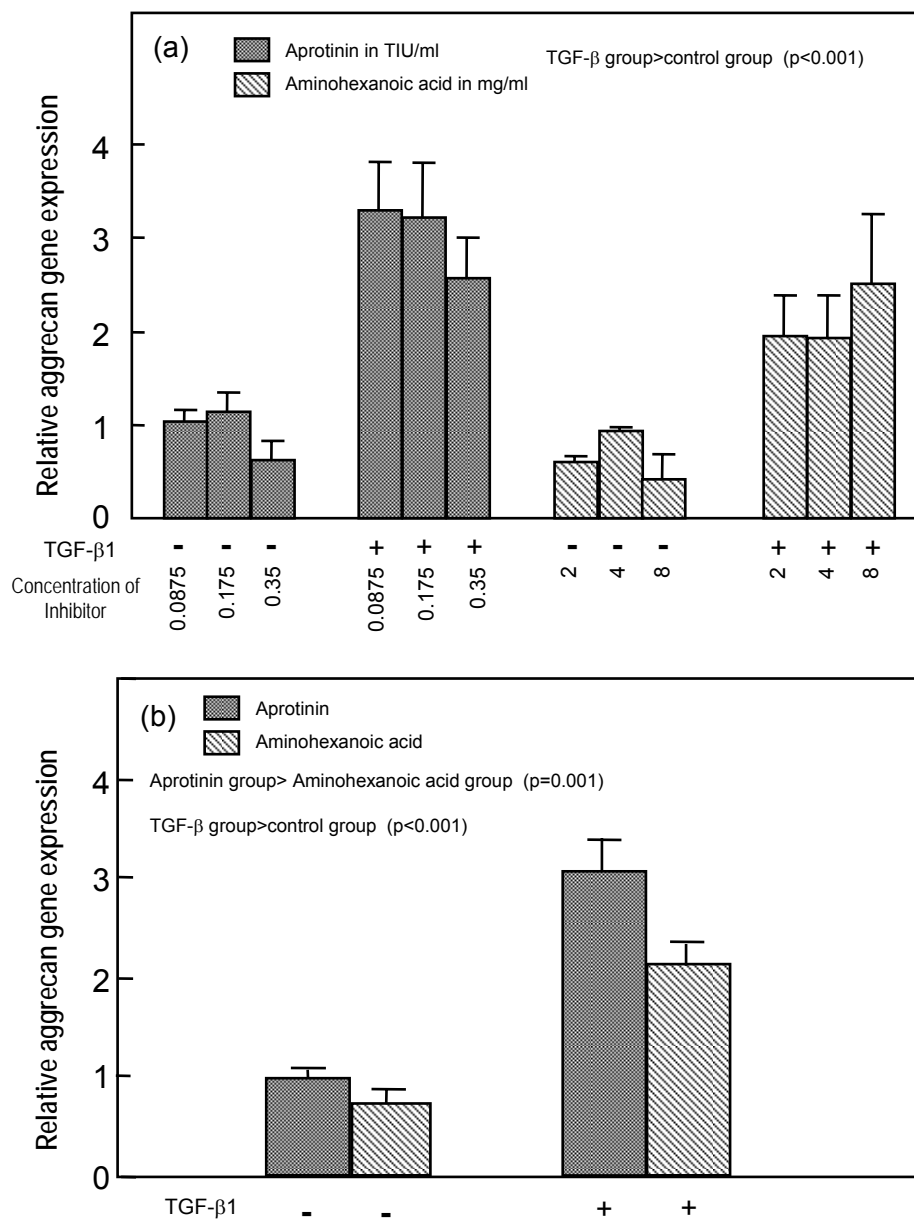 (a)
Aprotinin in TIU/ml
Aminohexanoic acid in mg/ml
TGF-β group>control group (p<0.001)
Relative aggrecan gene expression
4
3
2
1
0
TGF-β1 - - - + + + - - - + + +
Concentration of
Inhibitor
0.0875 0.175 0.35 0.0875 0.175 0.35 2 4 8 2 4 8
(b)
Aprotinin
Aminohexanoic acid
Aprotinin group> Aminohexanoic acid group (p=0.001)
TGF-β group>control group (p<0.001)
Relative aggrecan gene expression
4
3
2
1
0
TGF-β1 - - + +